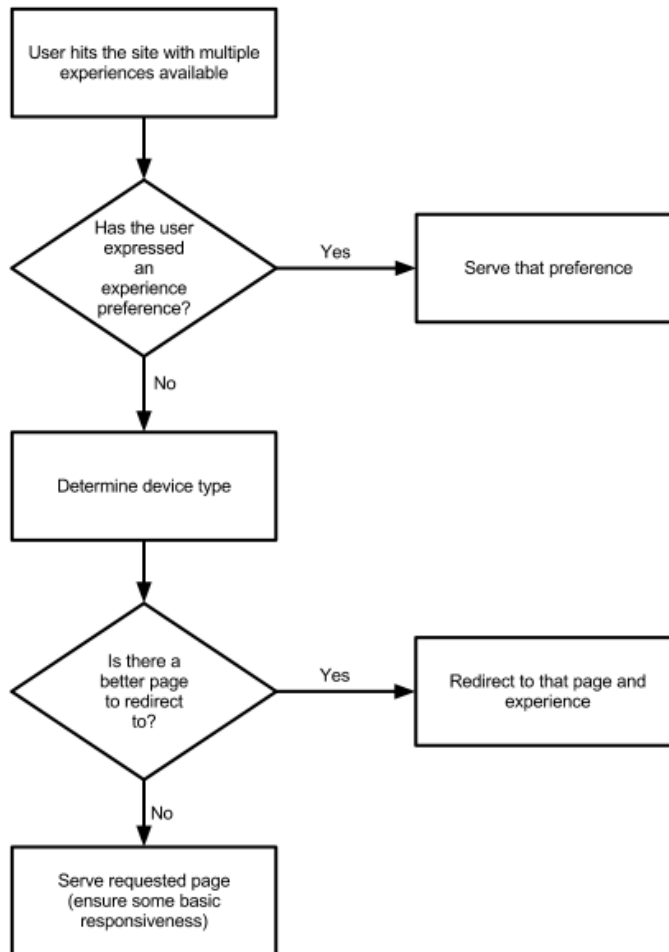 User hits the site with multiple
experiences available
Has the user
expressed
an
experience
preference?
Yes
Serve that preference
No
Determine device type
Is there a
better page
to redirect
to?
Yes
Redirect to that page and
experience
No
Serve requested page
(ensure some basic
responsiveness)